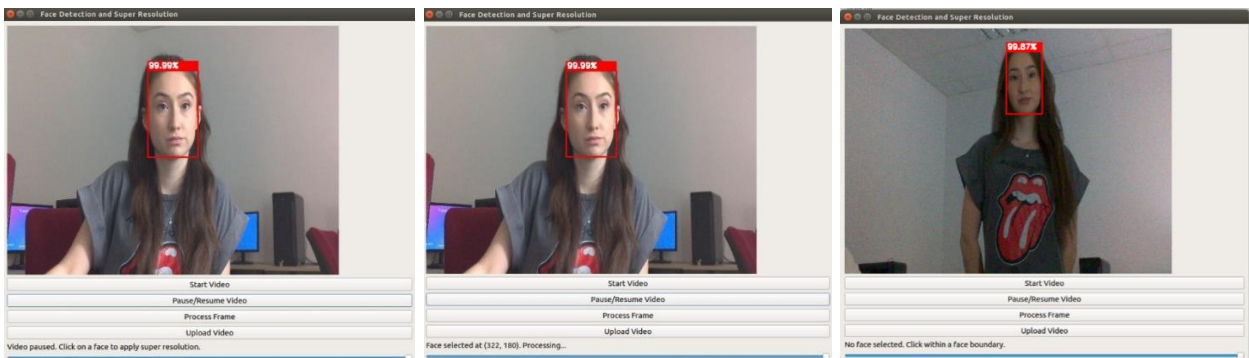 Face Detection and Super Resolution
99.99%
Start Video
Pause/Resume Video
Process Frame
Upload Video
Video paused. Click on a face to apply super resolution.
Face Detection and Super Resolution
99.99%
Start Video
Pause/Resume Video
Process Frame
Upload Video
Face selected at (322, 180). Processing...
Face Detection and Super Resolution
99.87%
Start Video
Pause/Resume Video
Process Frame
Upload Video
No face selected. Click within a face boundary.